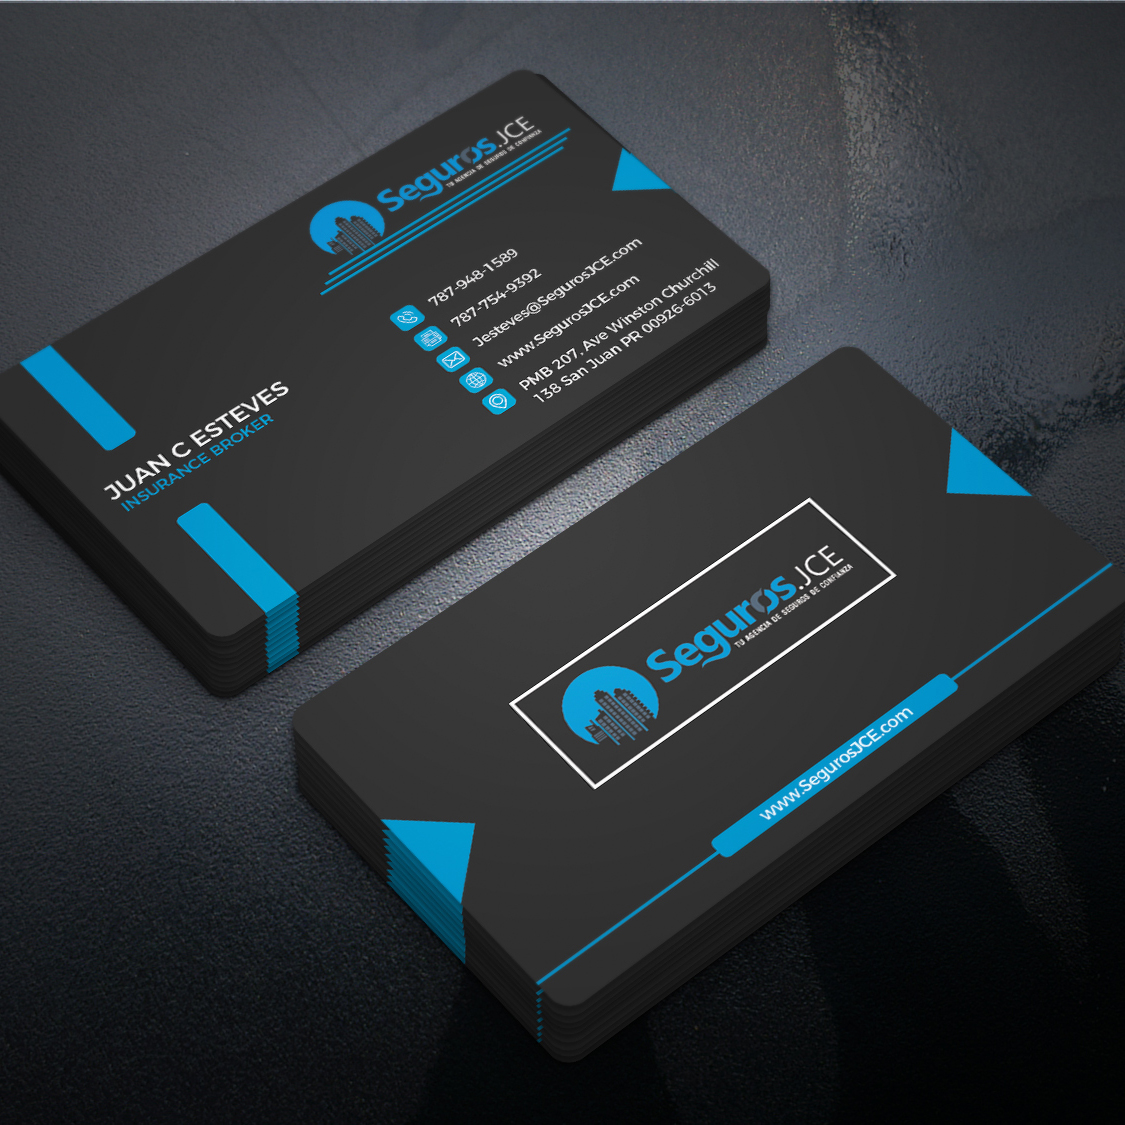 Seguros.JCE
TU AGENCIA DE SEGUROS DE CONFIANZA
787-948-1589
787-754-9392
Jesteves@SegurosJCE.com
www.SegurosJCE.com
PMB 207, Ave Winston Churchill
138 San Juan PR 00926-6013
JUAN C ESTEVES
INSURANCE BROKER
Seguros.JCE
TU AGENCIA DE SEGUROS DE CONFIANZA
www.SegurosJCE.com